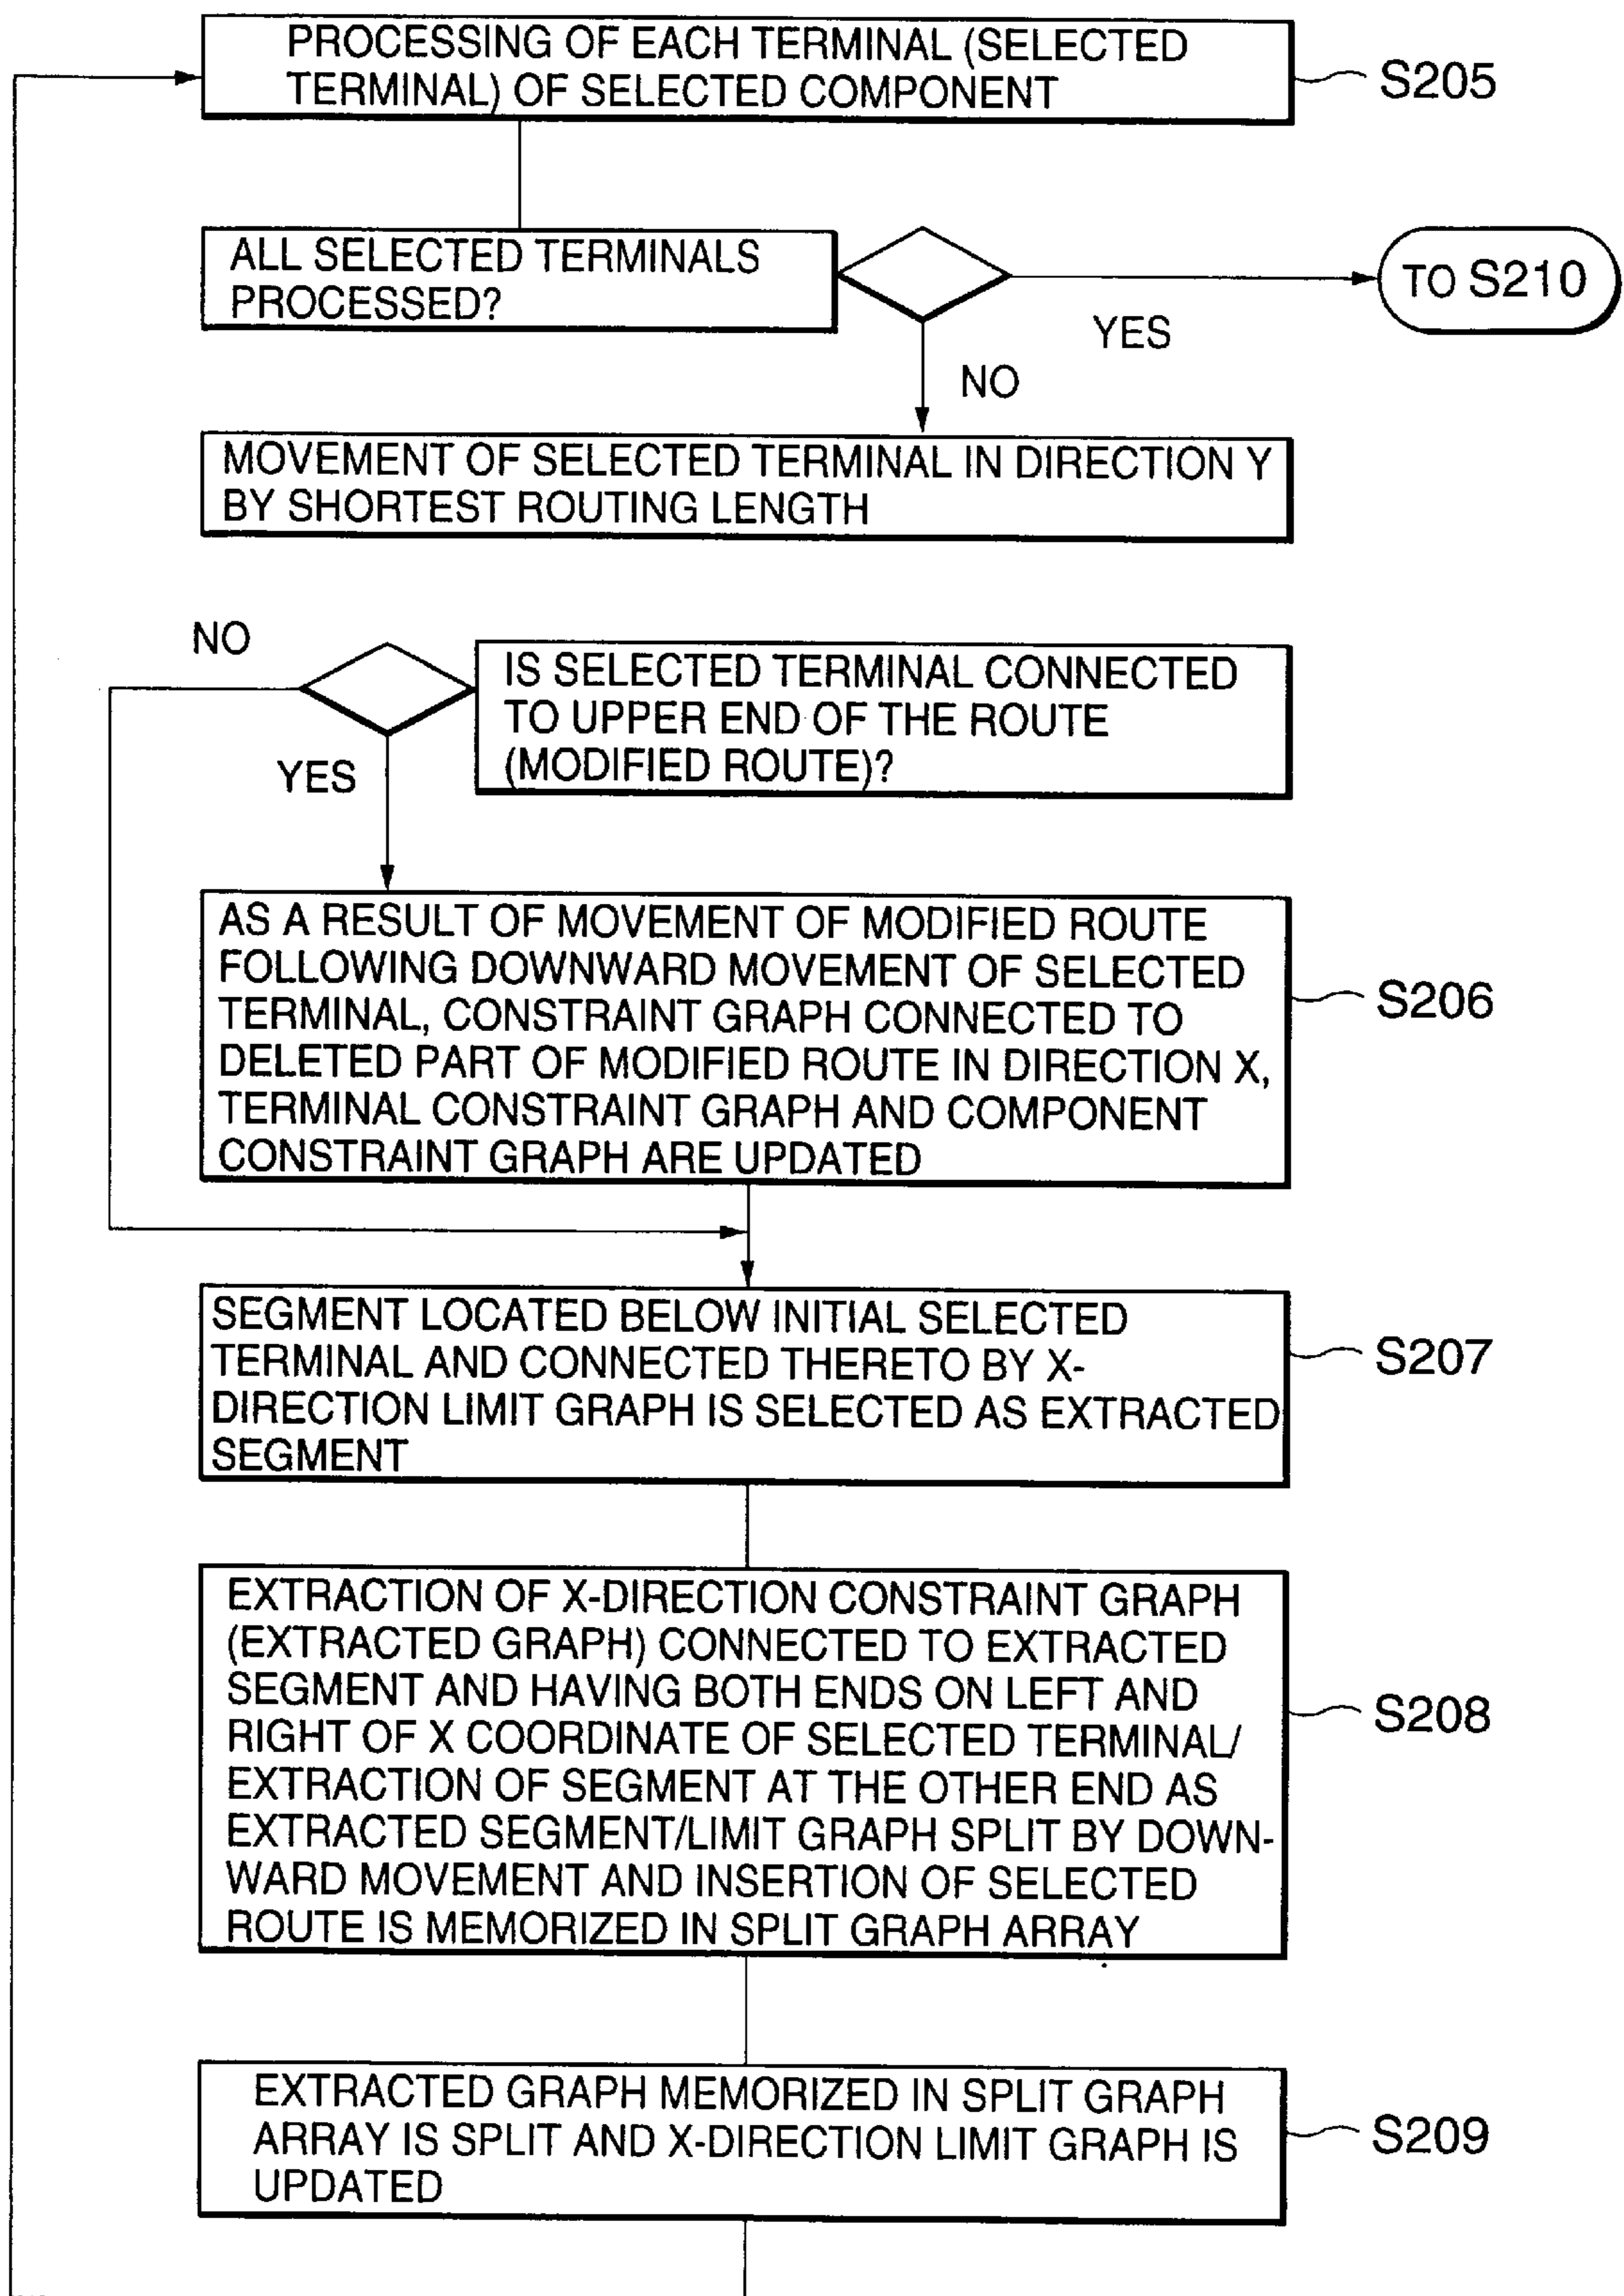 PROCESSING OF EACH TERMINAL (SELECTED
TERMINAL) OF SELECTED COMPONENT
S205
ALL SELECTED TERMINALS
PROCESSED?
YES
TO S210
NO
MOVEMENT OF SELECTED TERMINAL IN DIRECTION Y
BY SHORTEST ROUTING LENGTH
NO
IS SELECTED TERMINAL CONNECTED
TO UPPER END OF THE ROUTE
(MODIFIED ROUTE)?
YES
AS A RESULT OF MOVEMENT OF MODIFIED ROUTE
FOLLOWING DOWNWARD MOVEMENT OF SELECTED
TERMINAL, CONSTRAINT GRAPH CONNECTED TO
DELETED PART OF MODIFIED ROUTE IN DIRECTION X,
TERMINAL CONSTRAINT GRAPH AND COMPONENT
CONSTRAINT GRAPH ARE UPDATED
S206
SEGMENT LOCATED BELOW INITIAL SELECTED
TERMINAL AND CONNECTED THERETO BY X-
DIRECTION LIMIT GRAPH IS SELECTED AS EXTRACTED
SEGMENT
S207
EXTRACTION OF X-DIRECTION CONSTRAINT GRAPH
(EXTRACTED GRAPH) CONNECTED TO EXTRACTED
SEGMENT AND HAVING BOTH ENDS ON LEFT AND
RIGHT OF X COORDINATE OF SELECTED TERMINAL/
EXTRACTION OF SEGMENT AT THE OTHER END AS
EXTRACTED SEGMENT/LIMIT GRAPH SPLIT BY DOWN-
WARD MOVEMENT AND INSERTION OF SELECTED
ROUTE IS MEMORIZED IN SPLIT GRAPH ARRAY
S208
EXTRACTED GRAPH MEMORIZED IN SPLIT GRAPH
ARRAY IS SPLIT AND X-DIRECTION LIMIT GRAPH IS
UPDATED
S209